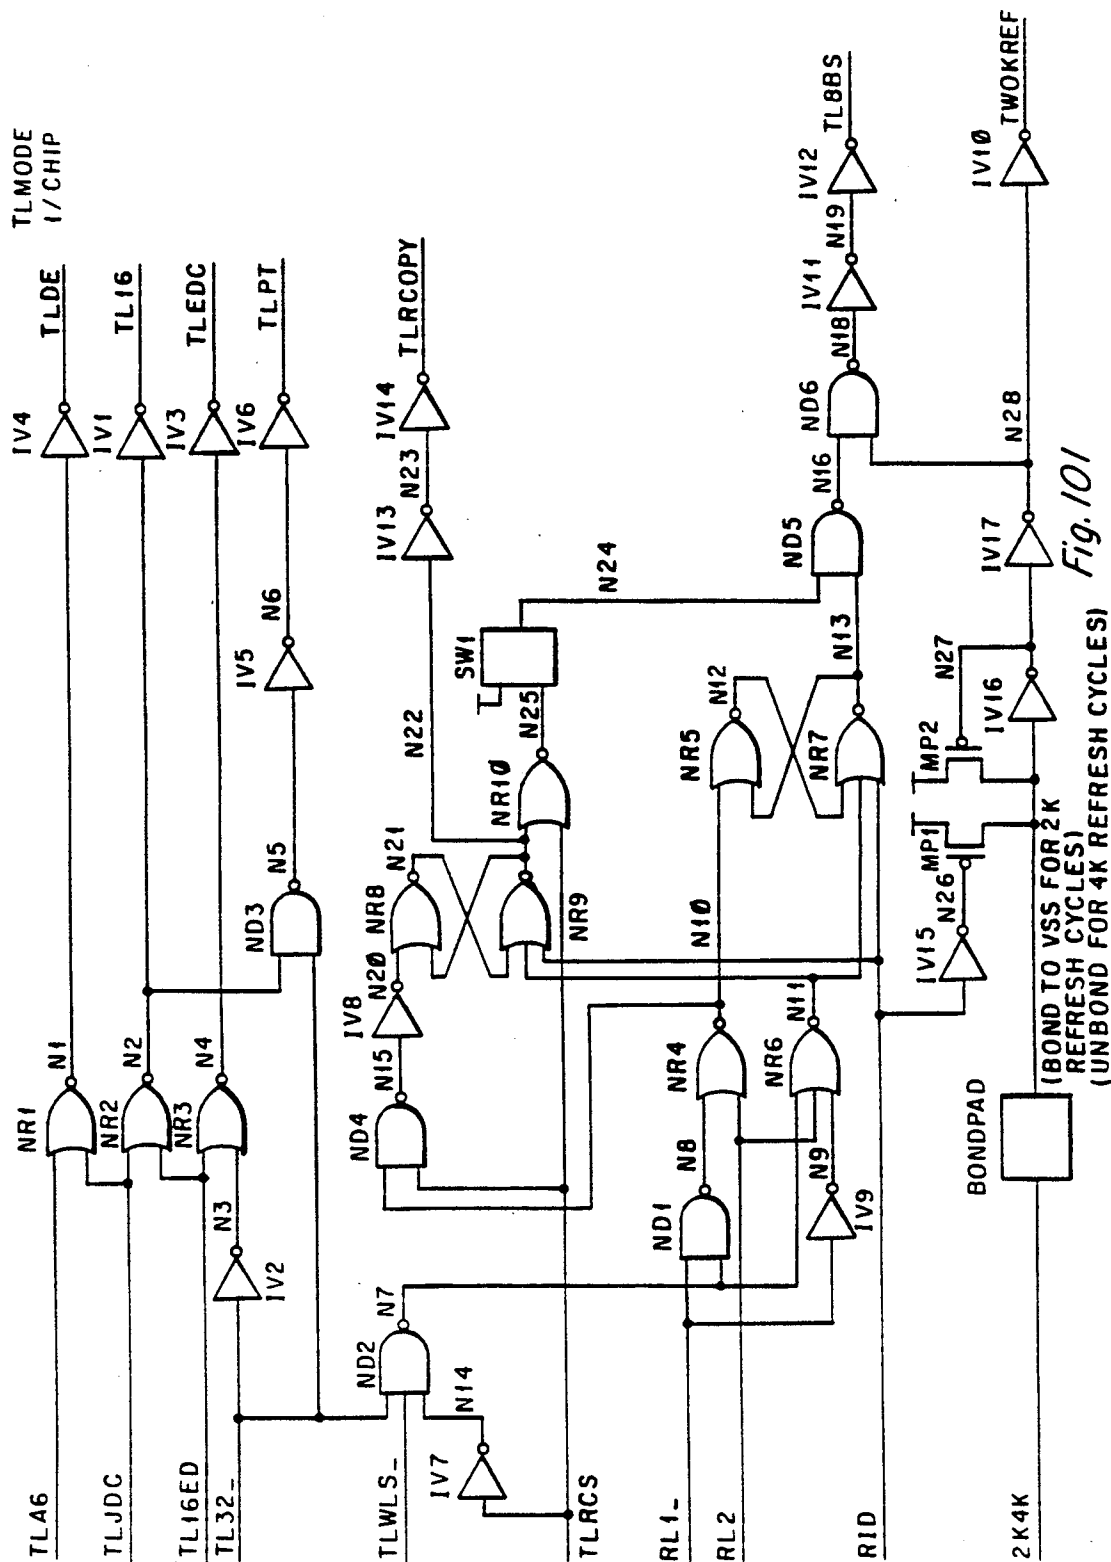 TLMODE
1/CHIP
TLA6
NR1
N1
IV4
TLDE
TLJDC
NR2
N2
IV1
TL16
TL16ED
NR3
N4
IV3
TLEDC
TL32_
IV2
N3
ND3
N5
IV5
N6
IV6
TLPT
TLWLS_
ND2
N7
IV7
N14
TLRCS
ND4
N15
IV8
N20
NR8
N21
NR9
N22
IV13
N23
IV14
TLRCOPY
NR10
N25
SW1
N24
RL1_
RL2
ND1
N8
IV9
N9
NR4
N10
NR6
N11
NR5
N12
NR7
N13
ND5
N16
ND6
N18
IV11
N19
IV12
TL8BS
RID
IV15
N26
MP1
MP2
2K4K
BONDPAD
IV16
N27
IV17
N28
IV10
TWOKREF
(BOND TO VSS FOR 2K
REFRESH CYCLES)
(UNBOND FOR 4K REFRESH CYCLES)
Fig. 101